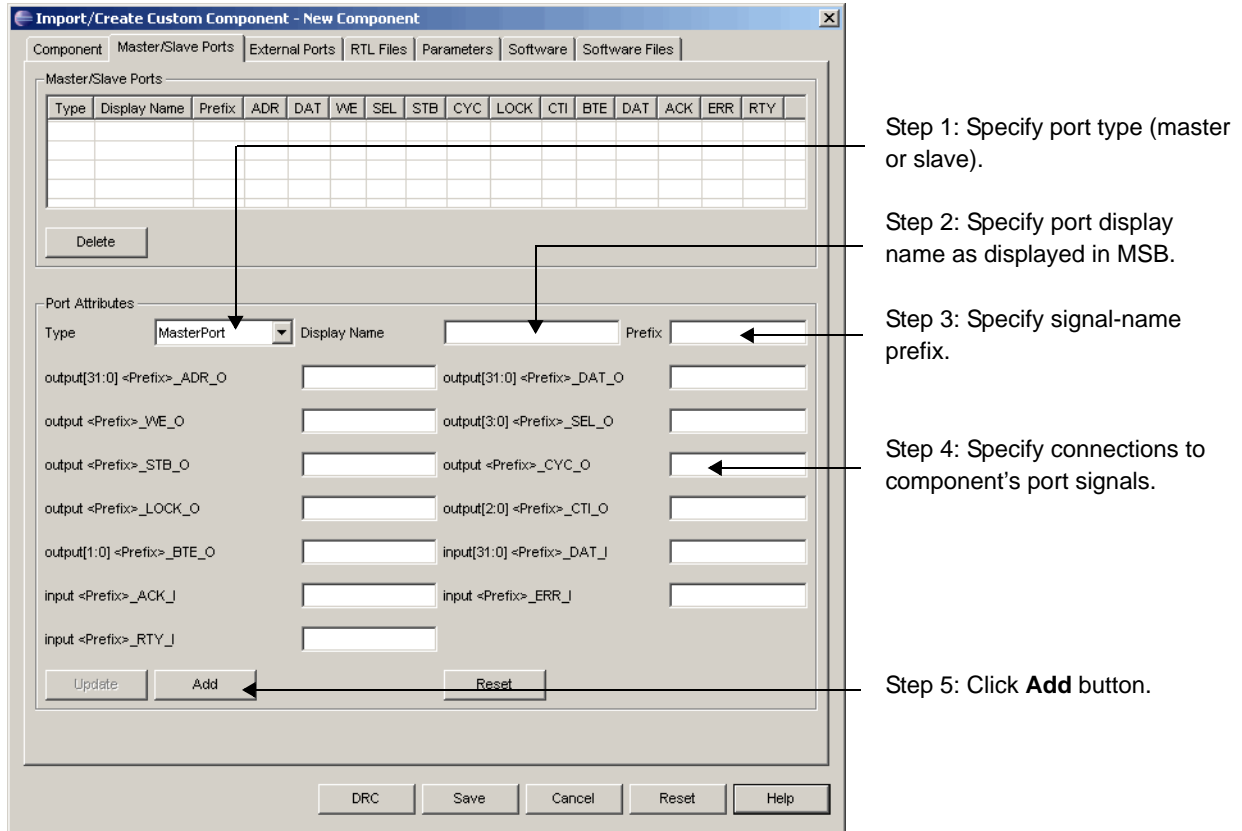 Import/Create Custom Component - New Component
Component Master/Slave Ports External Ports RTL Files Parameters Software Software Files
Master/Slave Ports
Type Display Name Prefix ADR DAT WE SEL STB CYC LOCK CTI BTE DAT ACK ERR RTY
Delete
Port Attributes
Type MasterPort Display Name Prefix
output[31:0] <Prefix>_ADR_O output[31:0] <Prefix>_DAT_O
output <Prefix>_WE_O output[3:0] <Prefix>_SEL_O
output <Prefix>_STB_O output <Prefix>_CYC_O
output <Prefix>_LOCK_O output[2:0] <Prefix>_CTI_O
output[1:0] <Prefix>_BTE_O input[31:0] <Prefix>_DAT_I
input <Prefix>_ACK_I input <Prefix>_ERR_I
input <Prefix>_RTY_I
Update Add Reset
DRC Save Cancel Reset Help
Step 1: Specify port type (master
or slave).
Step 2: Specify port display
name as displayed in MSB.
Step 3: Specify signal-name
prefix.
Step 4: Specify connections to
component's port signals.
Step 5: Click Add button.